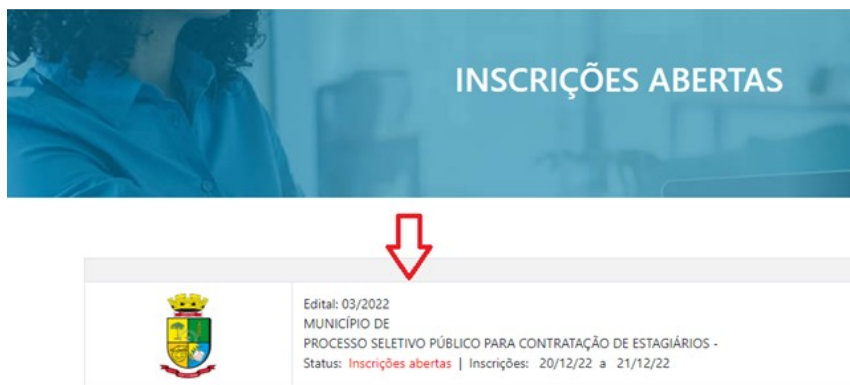 INSCRIÇÕES ABERTAS
Edital: 03/2022
MUNICÍPIO DE
PROCESSO SELETIVO PÚBLICO PARA CONTRATAÇÃO DE ESTAGIÁRIOS -
Status: Inscrições abertas | Inscrições: 20/12/22 a 21/12/22